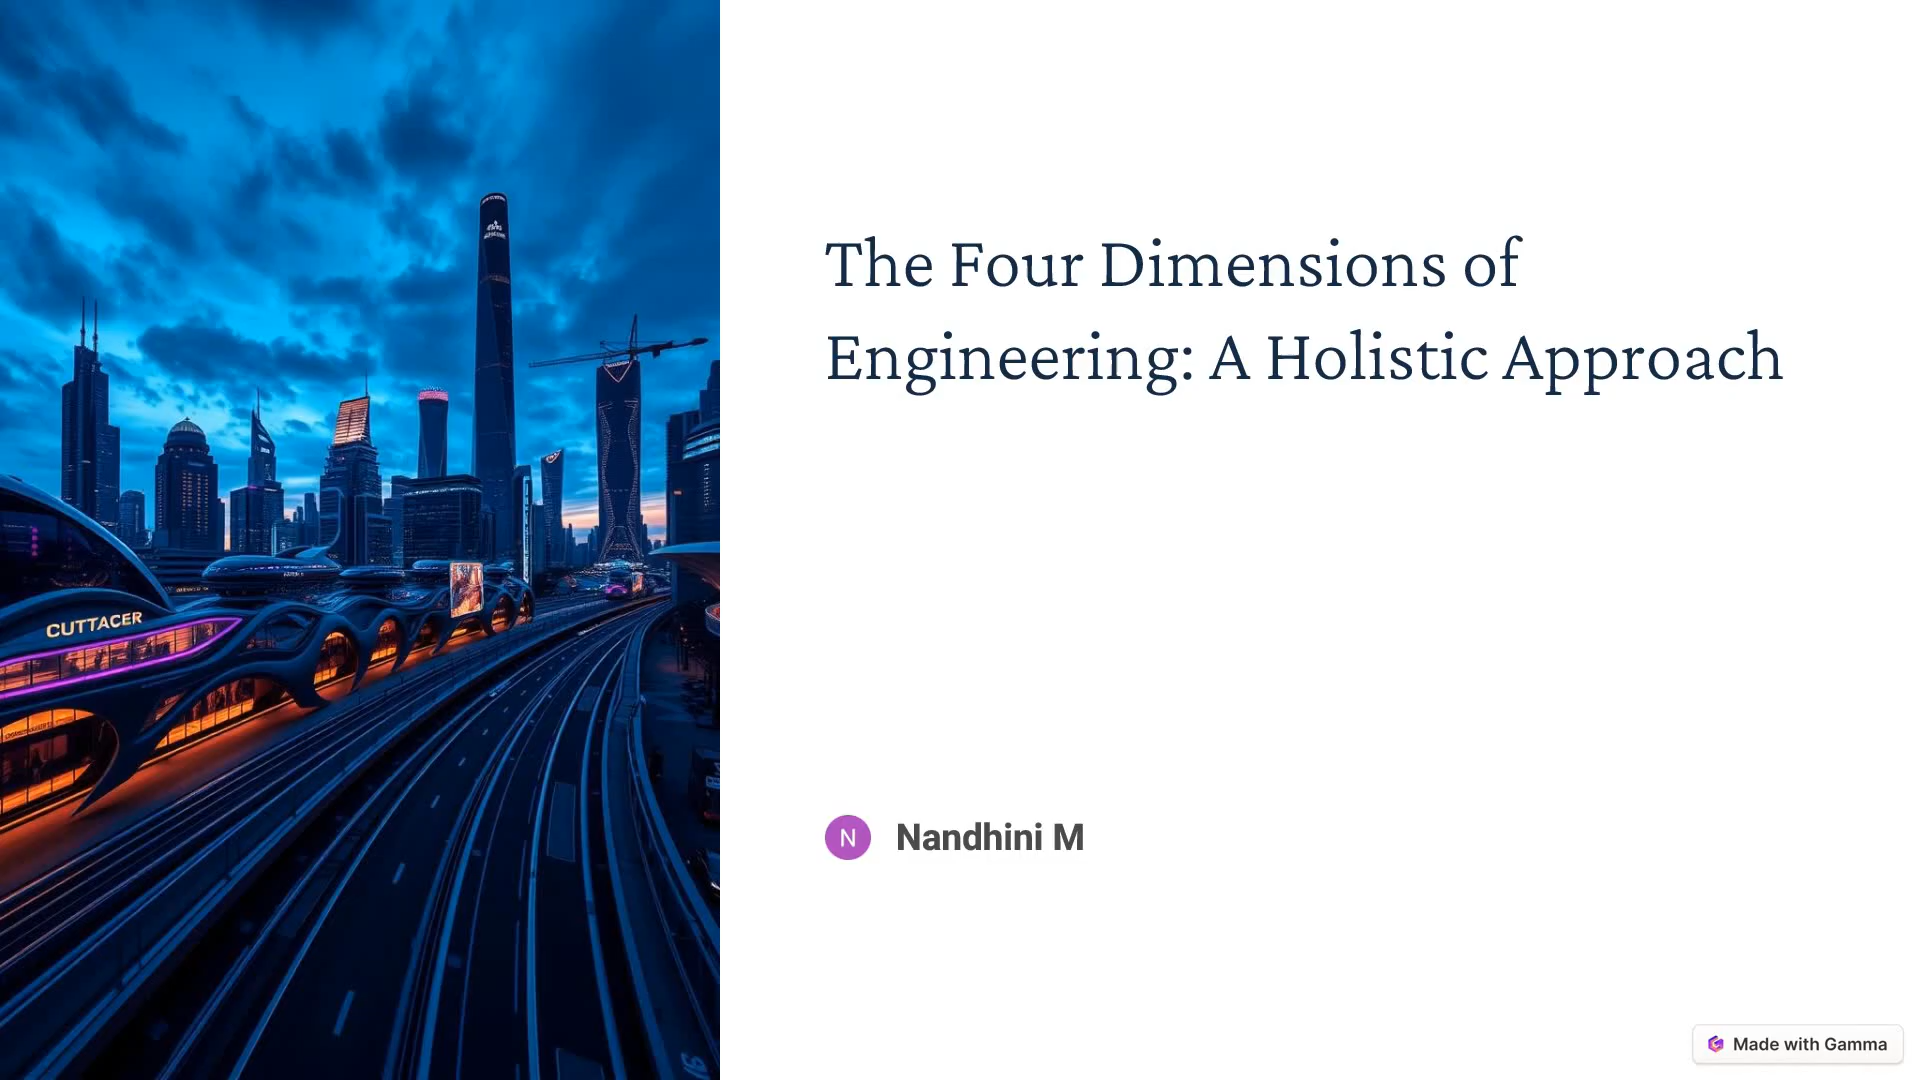 The Four Dimensions of
Engineering: A Holistic Approach
CUTTACER
N Nandhini M
Made with Gamma